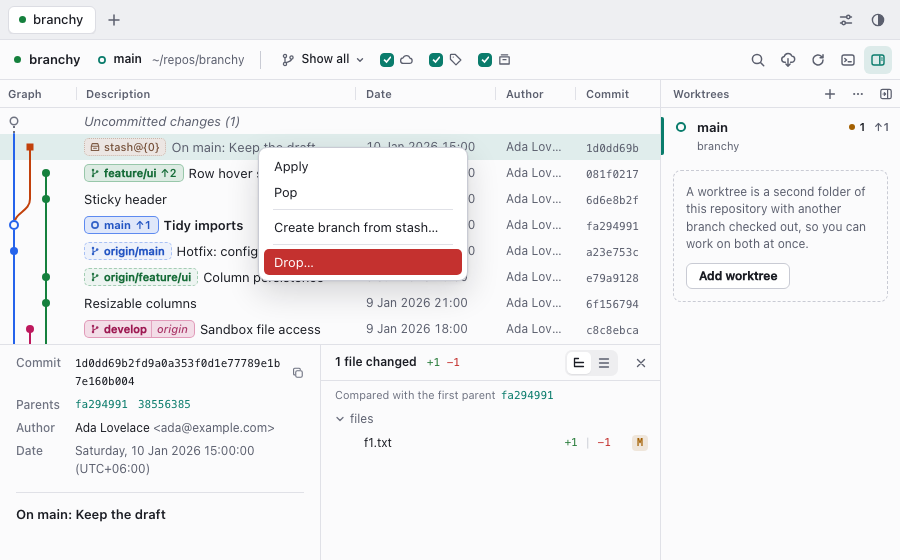 branchy
branchy main ~/repos/branchy Show all
Graph Description Date Author Commit
Uncommitted changes (1)
stash@{0} On main: Keep the draft 10 Jan 2026 15:00 Ada Lov... 1d0dd69b
feature/ui ↑2 Row hover Ada Lov... 081f0217
Sticky header Ada Lov... 6d6e8b2f
main ↑1 Tidy imports Ada Lov... fa294991
origin/main Hotfix: config Ada Lov... a23e753c
origin/feature/ui Column persistence Ada Lov... e79a9128
Resizable columns 9 Jan 2026 21:00 Ada Lov... 6f156794
develop origin Sandbox file access 9 Jan 2026 18:00 Ada Lov... c8c8ebca
Apply
Pop
Create branch from stash...
Drop...
Worktrees
main 1 ↑1
branchy
A worktree is a second folder of
this repository with another
branch checked out, so you can
work on both at once.
Add worktree
Commit 1d0dd69b2fd9a0a353f0d1e77789e1b
7e160b004
Parents fa294991 38556385
Author Ada Lovelace <ada@example.com>
Date Saturday, 10 Jan 2026 15:00:00
(UTC+06:00)
On main: Keep the draft
1 file changed +1 −1
Compared with the first parent fa294991
files
f1.txt +1 −1 M